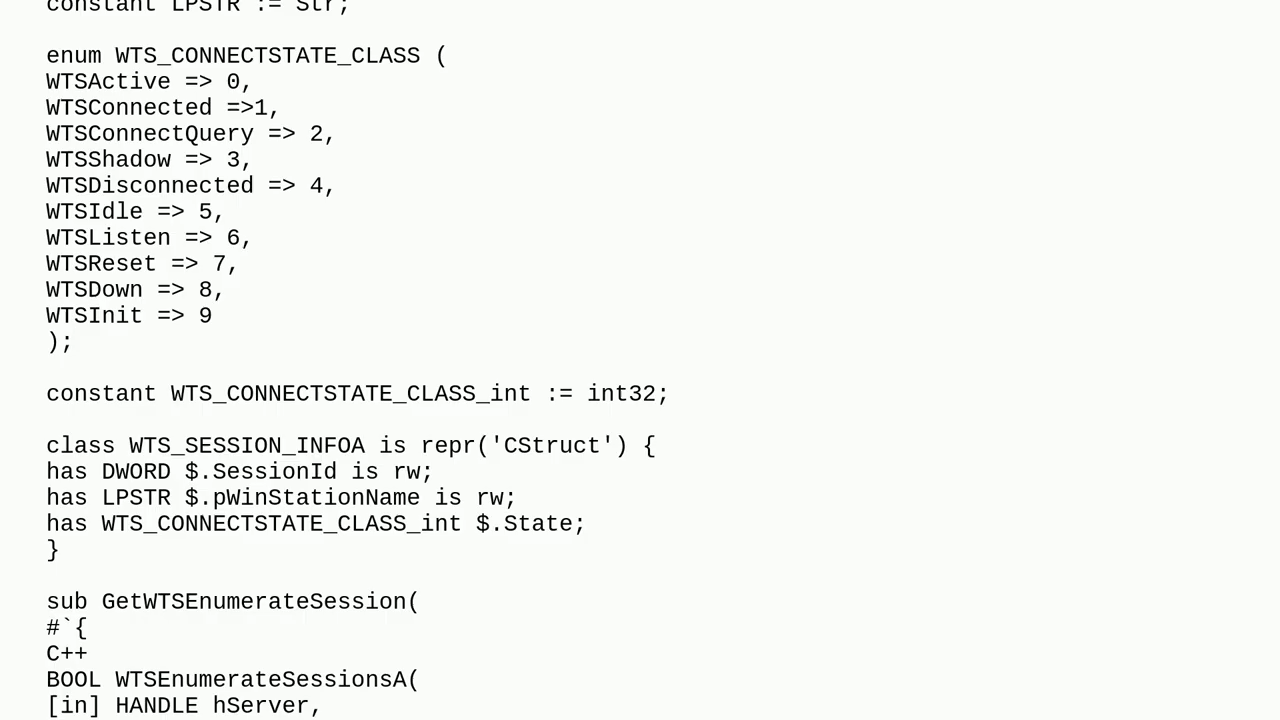 constant LPSTR := Str;
enum WTS_CONNECTSTATE_CLASS (
WTSActive => 0,
WTSConnected =>1,
WTSConnectQuery => 2,
WTSShadow => 3,
WTSDisconnected => 4,
WTSIdle => 5,
WTSListen => 6,
WTSReset => 7,
WTSDown => 8,
WTSInit => 9
);
constant WTS_CONNECTSTATE_CLASS_int := int32;
class WTS_SESSION_INFOA is repr('CStruct') {
has DWORD $.SessionId is rw;
has LPSTR $.pWinStationName is rw;
has WTS_CONNECTSTATE_CLASS_int $.State;
}
sub GetWTSEnumerateSession(
#`{
C++
BOOL WTSEnumerateSessionsA(
[in] HANDLE hServer,